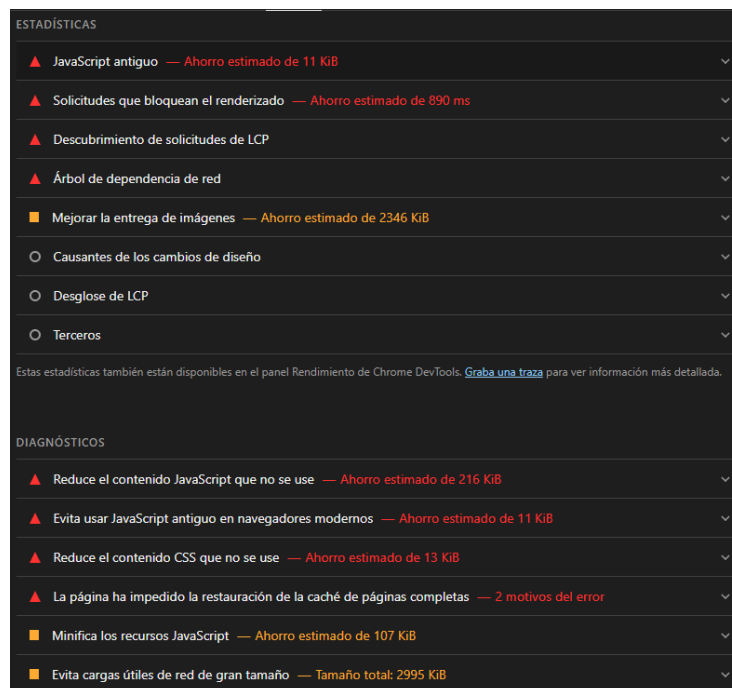 ESTADÍSTICAS
JavaScript antiguo — Ahorro estimado de 11 KiB
Solicitudes que bloquean el renderizado — Ahorro estimado de 890 ms
Descubrimiento de solicitudes de LCP
Árbol de dependencia de red
Mejorar la entrega de imágenes — Ahorro estimado de 2346 KiB
Causantes de los cambios de diseño
Desglose de LCP
Terceros
Estas estadísticas también están disponibles en el panel Rendimiento de Chrome DevTools. Graba una traza para ver información más detallada.
DIAGNÓSTICOS
Reduce el contenido JavaScript que no se use — Ahorro estimado de 216 KiB
Evita usar JavaScript antiguo en navegadores modernos — Ahorro estimado de 11 KiB
Reduce el contenido CSS que no se use — Ahorro estimado de 13 KiB
La página ha impedido la restauración de la caché de páginas completas — 2 motivos del error
Minifica los recursos JavaScript — Ahorro estimado de 107 KiB
Evita cargas útiles de red de gran tamaño — Tamaño total: 2995 KiB